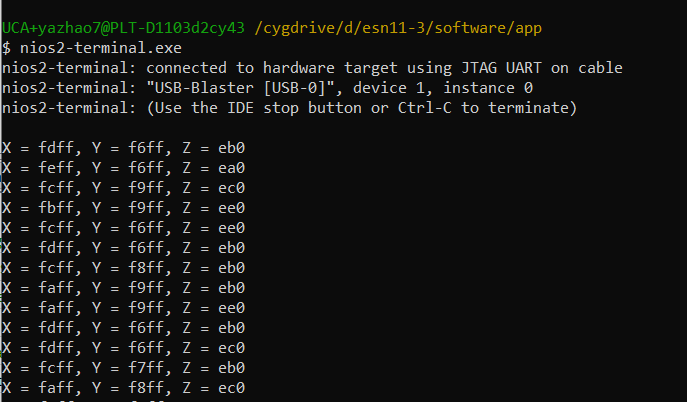 UCA+yazhao7@PLT-D1103d2cy43 /cygdrive/d/esn11-3/software/app
$ nios2-terminal.exe
nios2-terminal: connected to hardware target using JTAG UART on cable
nios2-terminal: "USB-Blaster [USB-0]", device 1, instance 0
nios2-terminal: (Use the IDE stop button or Ctrl-C to terminate)
X = fdff, Y = f6ff, Z = eb0
X = feff, Y = f6ff, Z = ea0
X = fcff, Y = f9ff, Z = ec0
X = fbff, Y = f9ff, Z = ee0
X = fcff, Y = f6ff, Z = ee0
X = fdff, Y = f6ff, Z = eb0
X = fcff, Y = f8ff, Z = eb0
X = faff, Y = f9ff, Z = eb0
X = faff, Y = f9ff, Z = ee0
X = fdff, Y = f6ff, Z = eb0
X = fdff, Y = f6ff, Z = ec0
X = fcff, Y = f7ff, Z = eb0
X = faff, Y = f8ff, Z = ec0